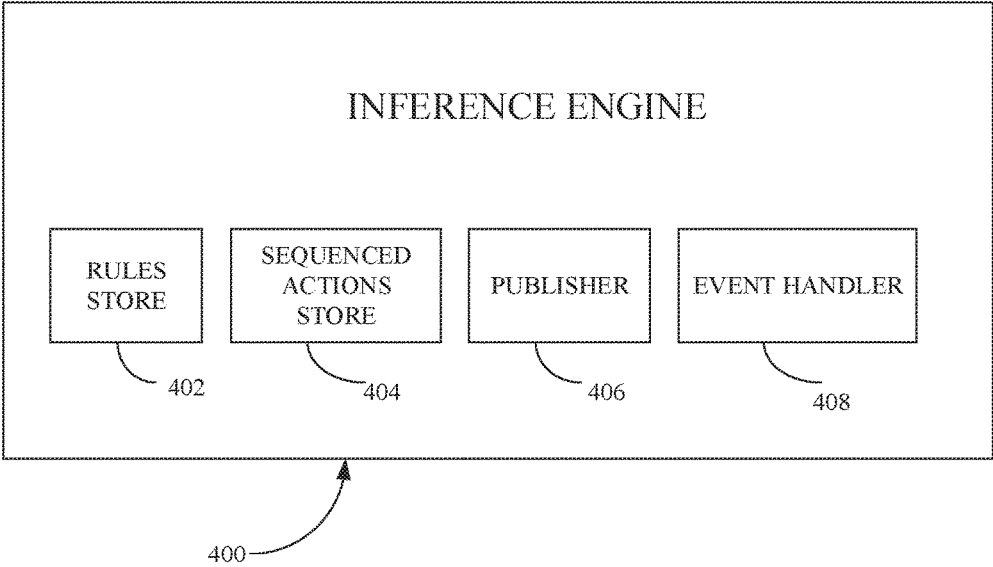 INFERENCE ENGINE
RULES
STORE
SEQUENCED
ACTIONS
STORE
PUBLISHER
EVENT HANDLER
402
404
406
408
400